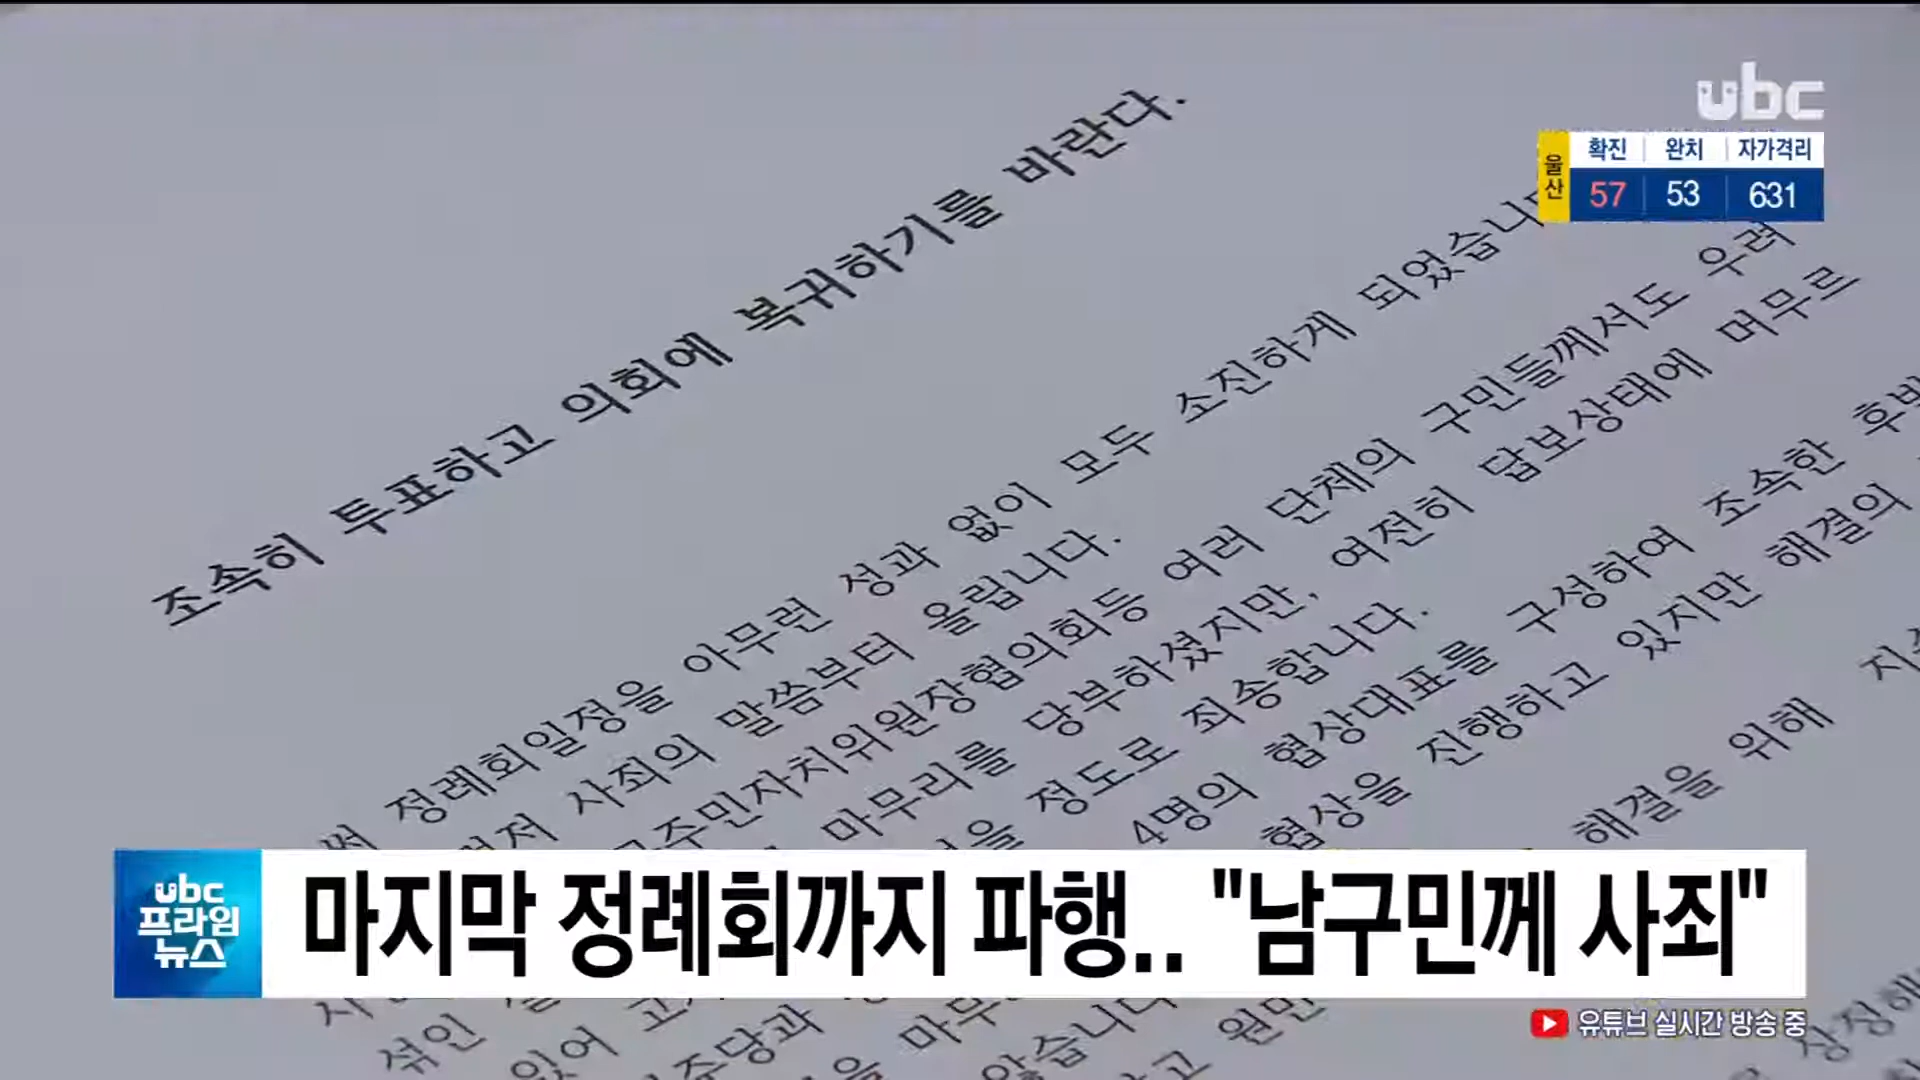 ubc
울산
확진 완치 자가격리
57 53 631
조속히 투표하고 의회에 복귀하기를 바란다.
정례회일정을 아무런 성과 없이 모두 소진하게 되었습니다
사죄의 말씀부터 올립니다.
주민자치위원장협의회등 여러 단체의 구민들께서도 우려
마무리를 당부하셨지만, 여전히 답보상태에 머무르
정도로 죄송합니다.
4명의 협상대표를 구성하여 조속한
협상을 진행하고 있지만 해결의
해결을 위해
ubc
프라임
뉴스
마지막 정례회까지 파행.. "남구민께 사죄"
섞인
있어
유튜브 실시간 방송 중